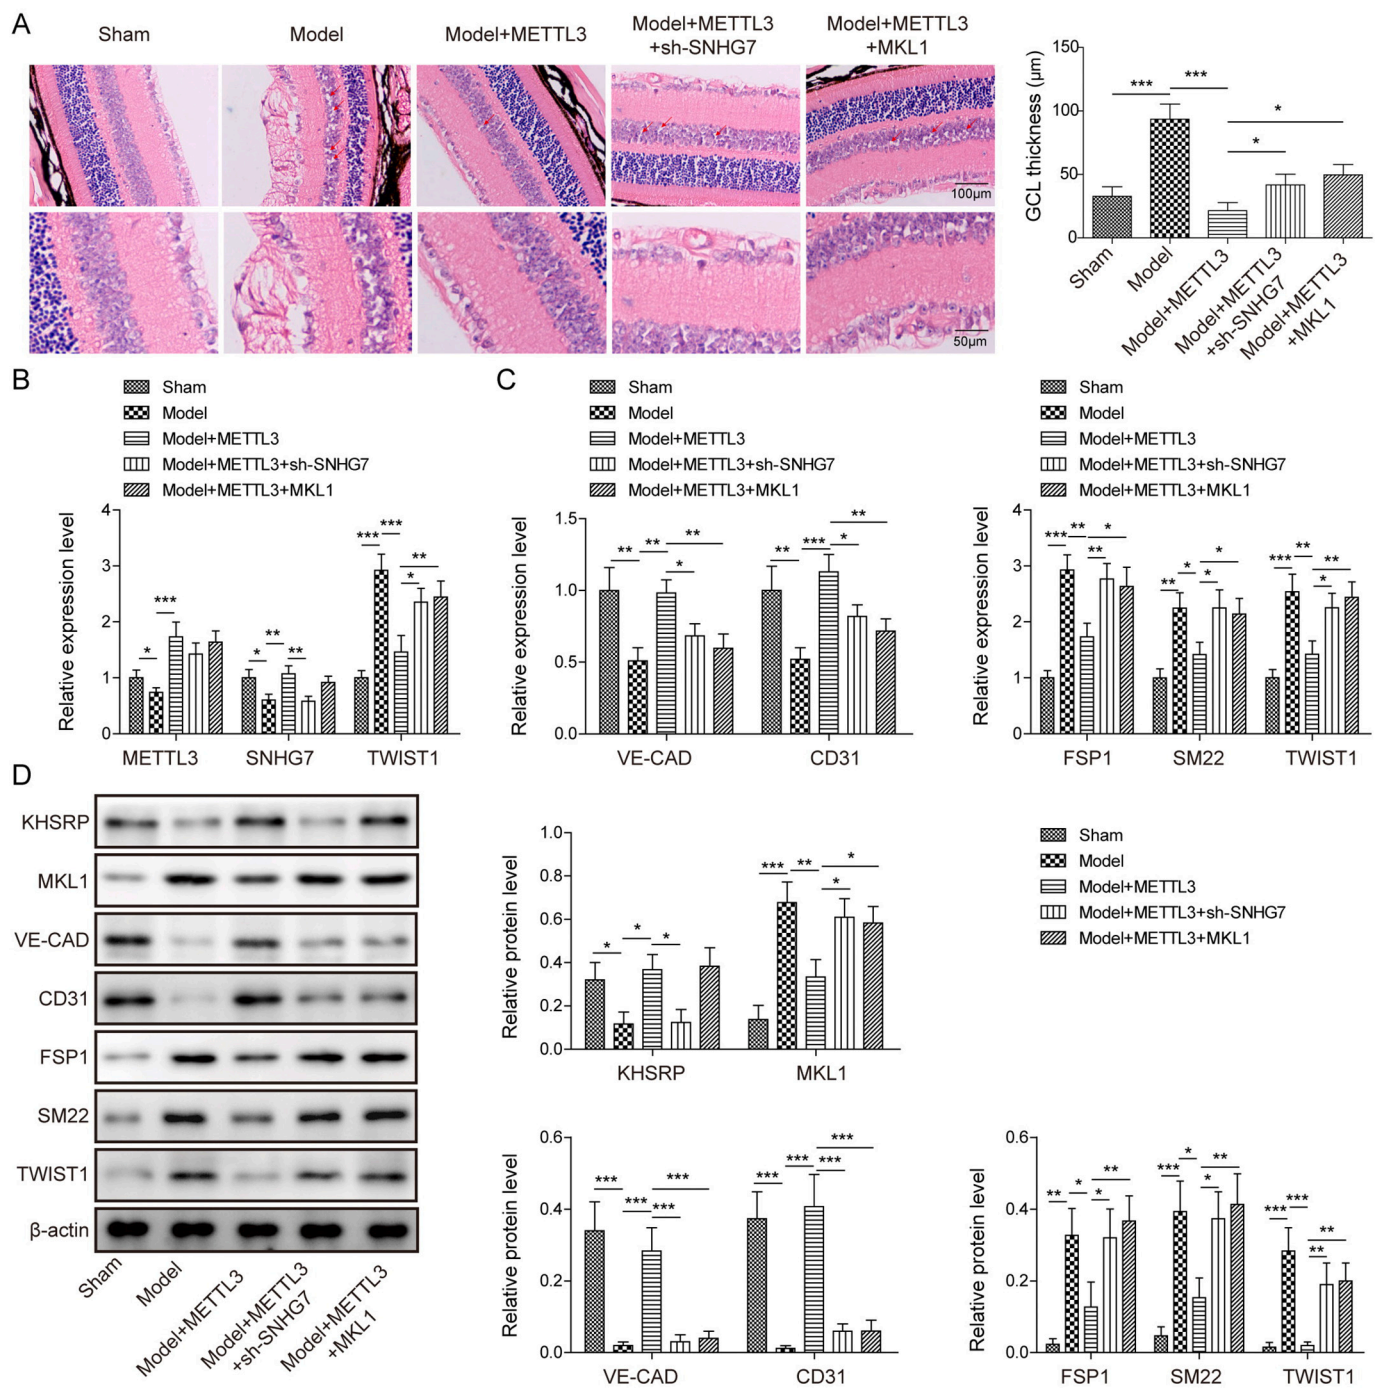 A
Sham
Model
Model+METTL3
Model+METTL3
+sh-SNHG7
Model+METTL3
+MKL1
100μm
50μm
GCL thickness (μm)
150
100
50
0
***
***
*
*
Sham
Model
Model+METTL3
Model+METTL3
+sh-SNHG7
Model+METTL3
+MKL1
B
Sham
Model
Model+METTL3
Model+METTL3+sh-SNHG7
Model+METTL3+MKL1
Relative expression level
4
3
2
1
0
*
***
*
**
**
***
***
*
**
METTL3
SNHG7
TWIST1
C
Sham
Model
Model+METTL3
Model+METTL3+sh-SNHG7
Model+METTL3+MKL1
Relative expression level
1.5
1.0
0.5
0.0
**
**
*
**
**
***
*
**
VE-CAD
CD31
Sham
Model
Model+METTL3
Model+METTL3+sh-SNHG7
Model+METTL3+MKL1
Relative expression level
4
3
2
1
0
***
**
**
*
**
*
*
*
***
**
*
**
FSP1
SM22
TWIST1
D
KHSRP
MKL1
VE-CAD
CD31
FSP1
SM22
TWIST1
β-actin
Sham
Model
Model+METTL3
Model+METTL3
+sh-SNHG7
Model+METTL3
+MKL1
Relative protein level
1.0
0.8
0.6
0.4
0.2
0.0
*
*
*
***
**
*
*
KHSRP
MKL1
Sham
Model
Model+METTL3
Model+METTL3+sh-SNHG7
Model+METTL3+MKL1
Relative protein level
0.6
0.4
0.2
0.0
***
***
***
***
***
***
***
***
VE-CAD
CD31
Relative protein level
0.6
0.4
0.2
0.0
**
*
*
**
***
*
*
**
***
***
**
**
FSP1
SM22
TWIST1